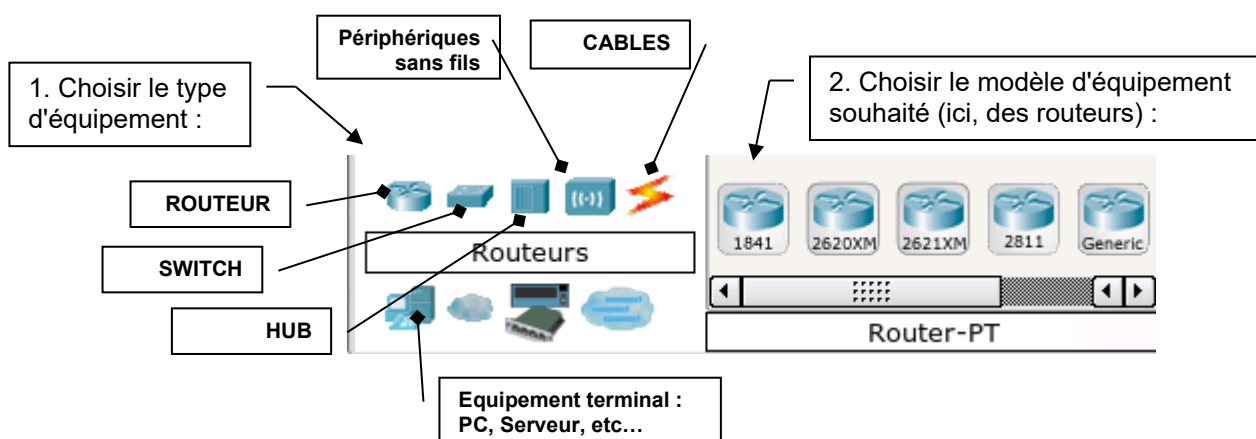 Périphériques
sans fils
CABLES
1. Choisir le type
d'équipement :
2. Choisir le modèle d'équipement
souhaité (ici, des routeurs) :
ROUTEUR
SWITCH
HUB
Routeurs
1841
2620XM
2621XM
2811
Generic
Router-PT
Equipement terminal :
PC, Serveur, etc…